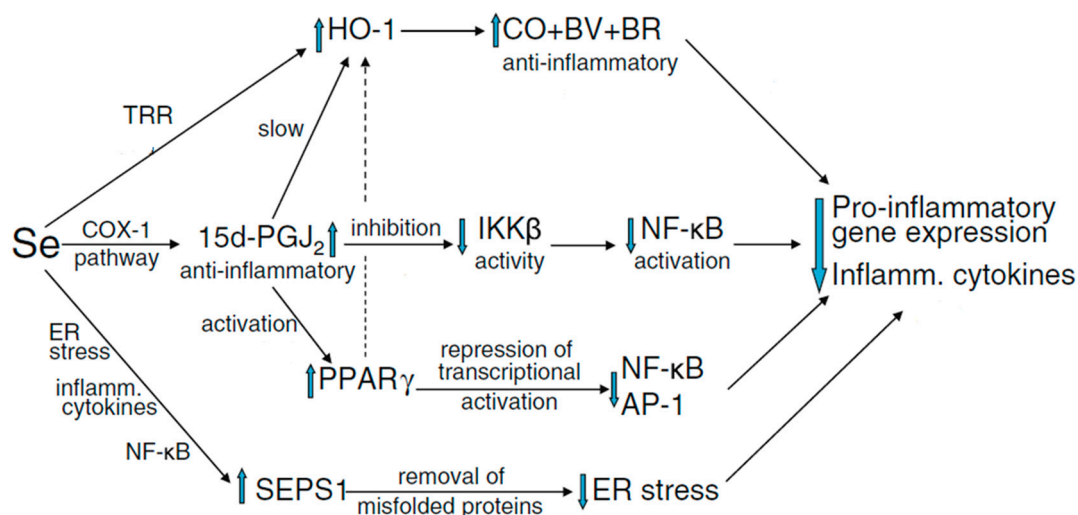 HO-1
CO+BV+BR
anti-inflammatory
TRR
slow
Se
COX-1
pathway
15d-PGJ₂
anti-inflammatory
inhibition
IKKβ
activity
NF-κB
activation
Pro-inflammatory
gene expression
Inflamm. cytokines
activation
ER
stress
inflamm.
cytokines
NF-κB
PPARγ
repression of
transcriptional
activation
NF-κB
AP-1
SEPS1
removal of
misfolded proteins
ER stress